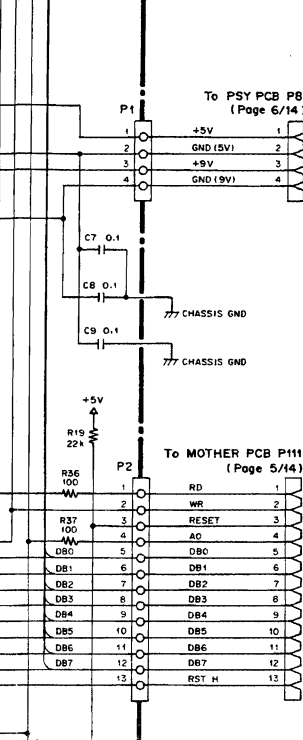 To PSY PCB P8
(Page 6/14)
P1
1 +5V 1
2 GND (5V) 2
3 +9V 3
4 GND (9V) 4
C7 0.1
C8 0.1
CHASSIS GND
C9 0.1
CHASSIS GND
+5V
R19
22k
To MOTHER PCB P111
(Page 5/14)
P2
R36
100
1 RD 1
2 WR 2
R37
100
3 RESET 3
4 A0 4
DB0 5 DB0 5
DB1 6 DB1 6
DB2 7 DB2 7
DB3 8 DB3 8
DB4 9 DB4 9
DB5 10 DB5 10
DB6 11 DB6 11
DB7 12 DB7 12
13 RST H 13